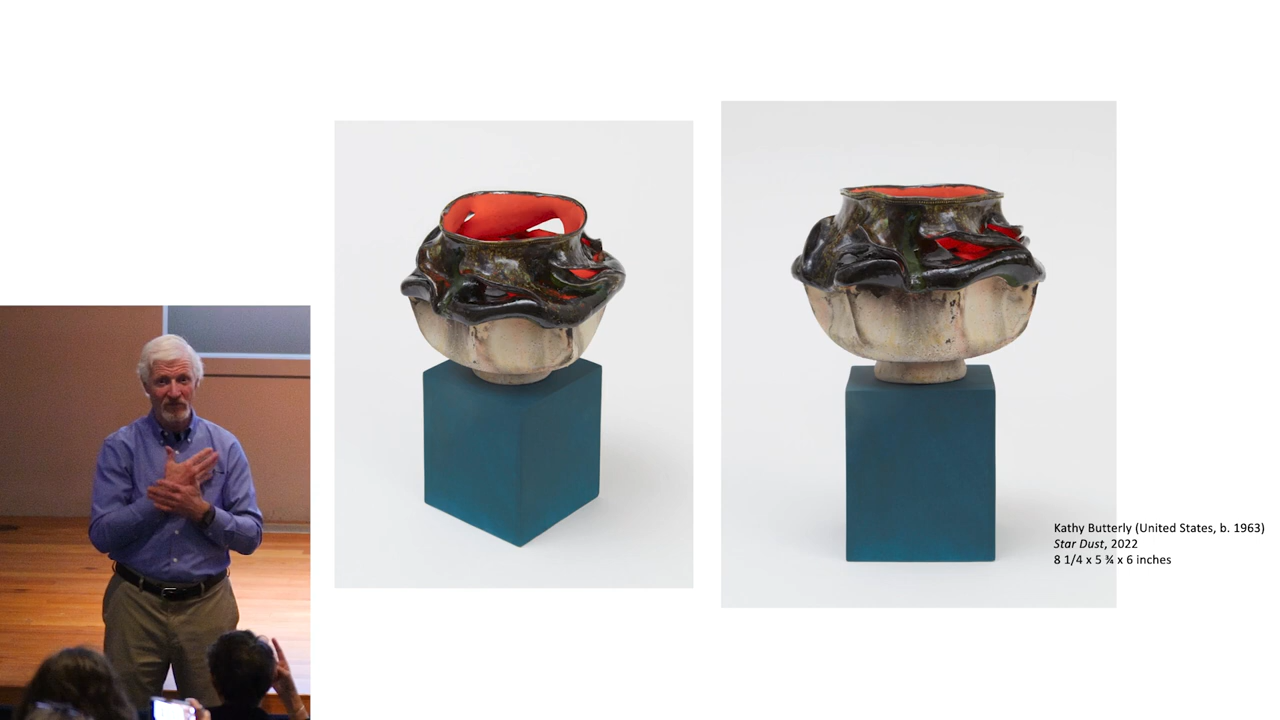 Kathy Butterly (United States, b. 1963)
Star Dust, 2022
8 1/4 x 5 ¾ x 6 inches